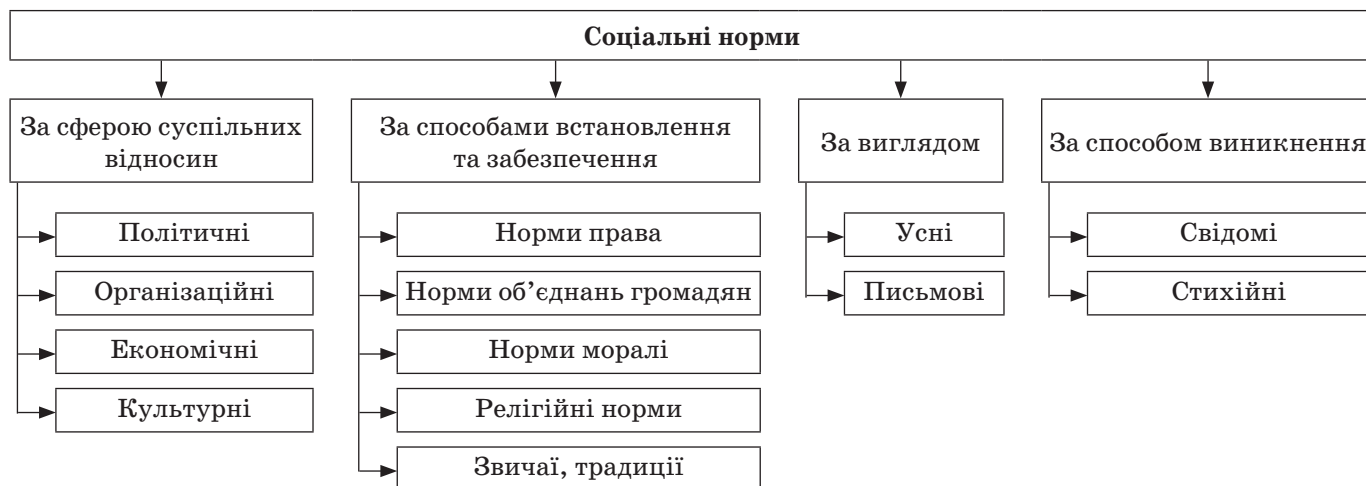 Соціальні норми
За сферою суспільних
відносин
Політичні
Організаційні
Економічні
Культурні
За способами встановлення
та забезпечення
Норми права
Норми об’єднань громадян
Норми моралі
Релігійні норми
Звичаї, традиції
За виглядом
Усні
Письмові
За способом виникнення
Свідомі
Стихійні